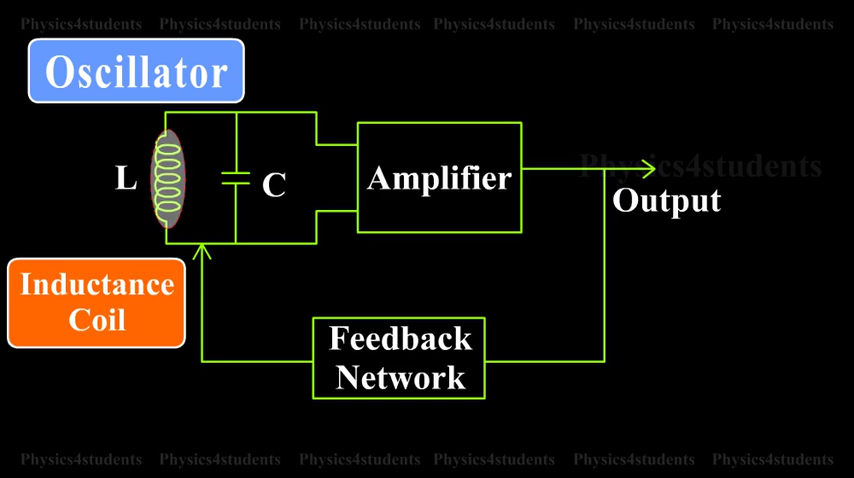 Physics4students Physics4students Physics4students Physics4students Physics4students Physics4students
Oscillator
L
C
Amplifier
Physics4students
Output
Inductance
Coil
Feedback
Network
Physics4students Physics4students Physics4students Physics4students Physics4students Physics4students